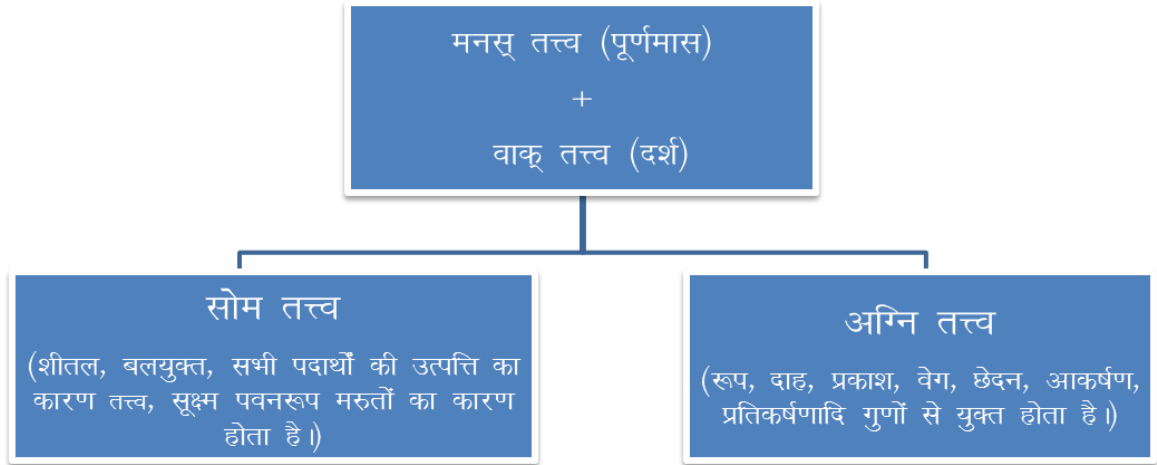 मनस् तत्त्व (पूर्णमास)
+
वाक् तत्त्व (दर्श)
सोम तत्त्व
(शीतल, बलयुक्त, सभी पदार्थों की उत्पत्ति का
कारण तत्त्व, सूक्ष्म पवनरूप मरुतों का कारण
होता है।)
अग्नि तत्त्व
(रूप, दाह, प्रकाश, वेग, छेदन, आकर्षण,
प्रतिकर्षणादि गुणों से युक्त होता है।)